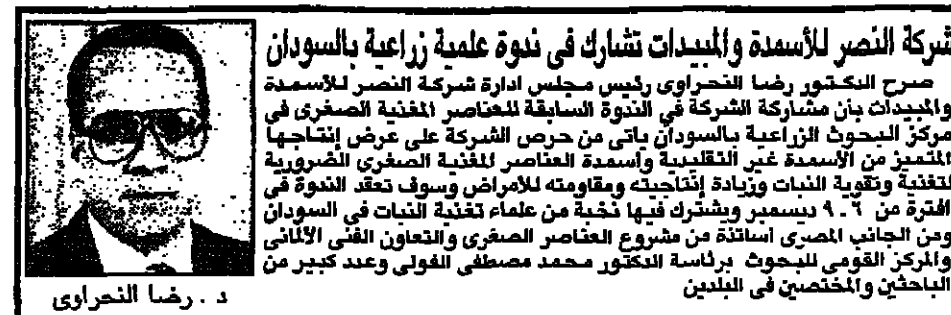 شركة النصر للأسمدة والمبيدات تشارك فى ندوة علمية زراعية بالسودان
صرح الدكتور رضا النحراوى رئيس مجلس ادارة شركة النصر للأسمدة
والمبيدات بأن مشاركة الشركة في الندوة السابقة للعناصر المغذية الصغرى فى
مركز البحوث الزراعية بالسودان ياتى من حرص الشركة على عرض إنتاجها
المتميز من الأسمدة غير التقليدية وأسمدة العناصر المغذية الصغرى الضرورية
لتغذية وتقوية النبات وزيادة إنتاجيته ومقاومته للأمراض وسوف تعقد الندوة فى
الفترة من ٦ ـ ٩ ديسمبر ويشترك فيها نخبة من علماء تغذية النبات فى السودان
ومن الجانب المصرى أساتذة من مشروع العناصر الصغرى والتعاون الفنى الألمانى
والمركز القومى للبحوث برئاسة الدكتور محمد مصطفى الفولى وعدد كبير من
الباحثين والمختصين فى البلدين
د . رضا النحراوى